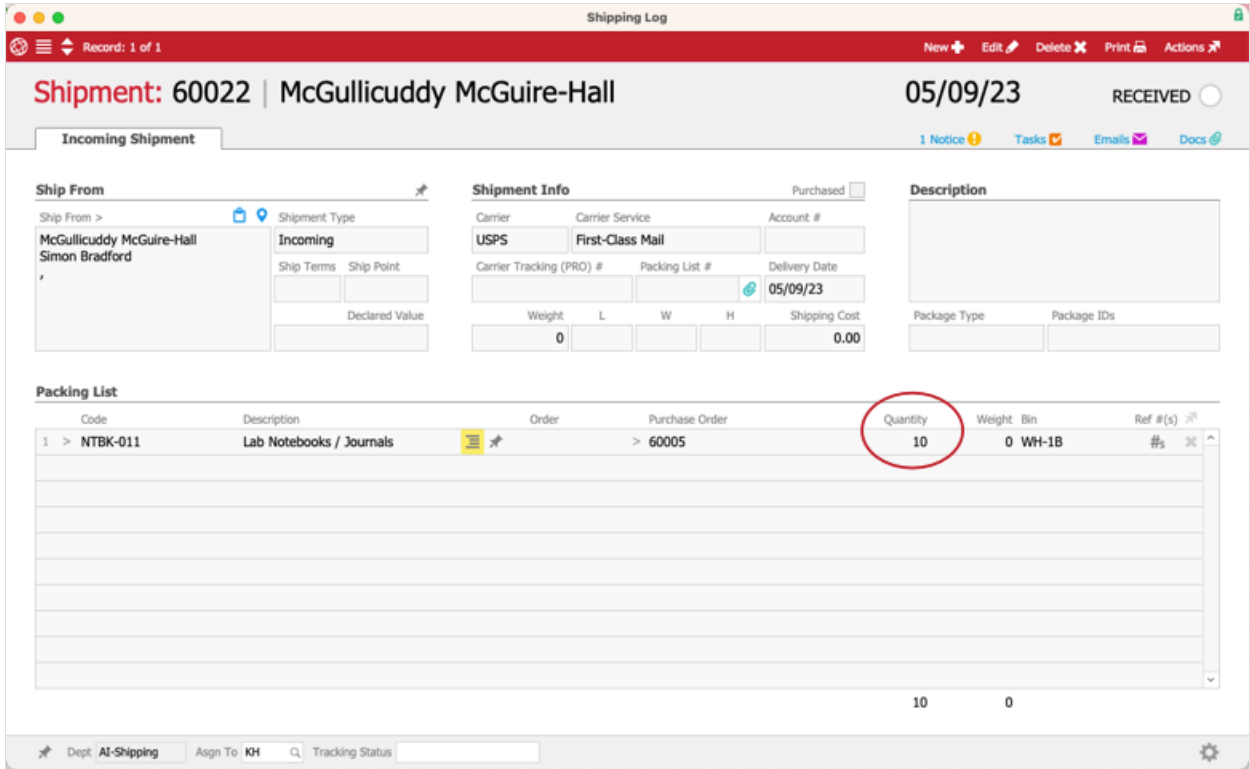 Shipping Log
Record: 1 of 1 New Edit Delete Print Actions
Shipment: 60022 | McGullicuddy McGuire-Hall 05/09/23 RECEIVED
Incoming Shipment 1 Notice Tasks Emails Docs
Ship From Shipment Info Purchased Description
Ship From > Shipment Type Carrier Carrier Service Account #
McGullicuddy McGuire-Hall Incoming USPS First-Class Mail
Simon Bradford
, Ship Terms Ship Point Carrier Tracking (PRO) # Packing List # Delivery Date
05/09/23
Declared Value Weight L W H Shipping Cost Package Type Package IDs
0 0.00
Packing List
Code Description Order Purchase Order Quantity Weight Bin Ref #(s)
1 > NTBK-011 Lab Notebooks / Journals > 60005 10 0 WH-1B #s
10 0
Dept AI-Shipping Asgn To KH Tracking Status